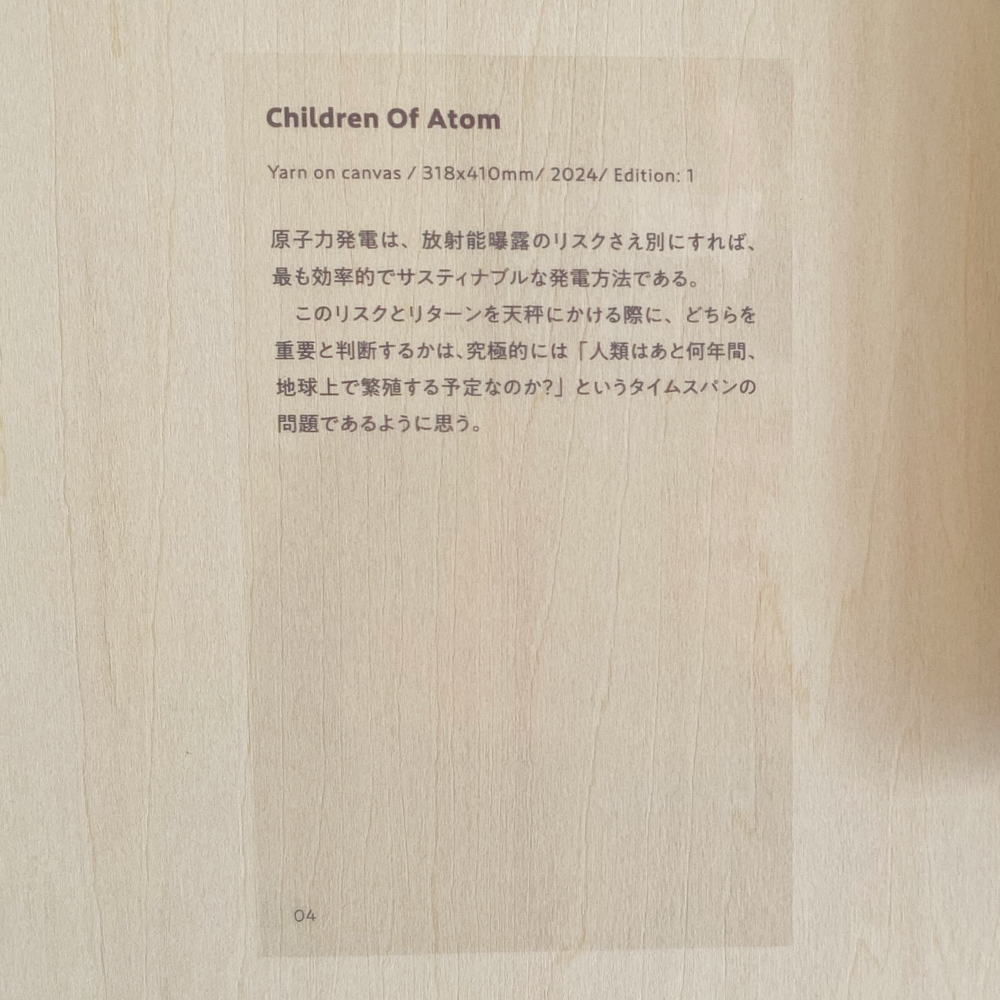 Children Of Atom
Yarn on canvas / 318x410mm/ 2024/ Edition: 1
原子力発電は、放射能曝露のリスクさえ別にすれば、
最も効率的でサスティナブルな発電方法である。
　このリスクとリターンを天秤にかける際に、どちらを
重要と判断するかは、究極的には「人類はあと何年間、
地球上で繁殖する予定なのか?」というタイムスパンの
問題であるように思う。
04